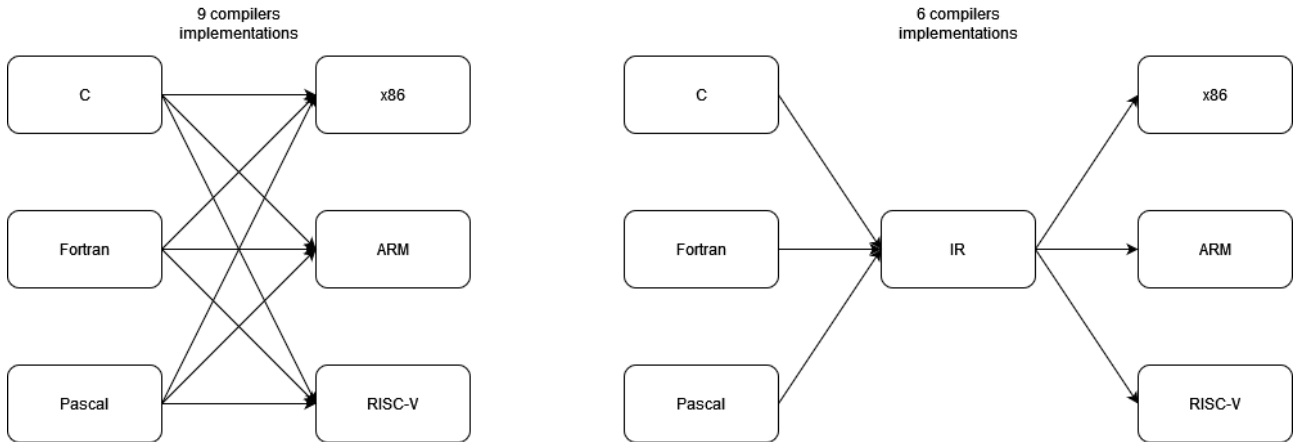 9 compilers
implementations
6 compilers
implementations
C
x86
C
x86
Fortran
ARM
Fortran
IR
ARM
Pascal
RISC-V
Pascal
RISC-V